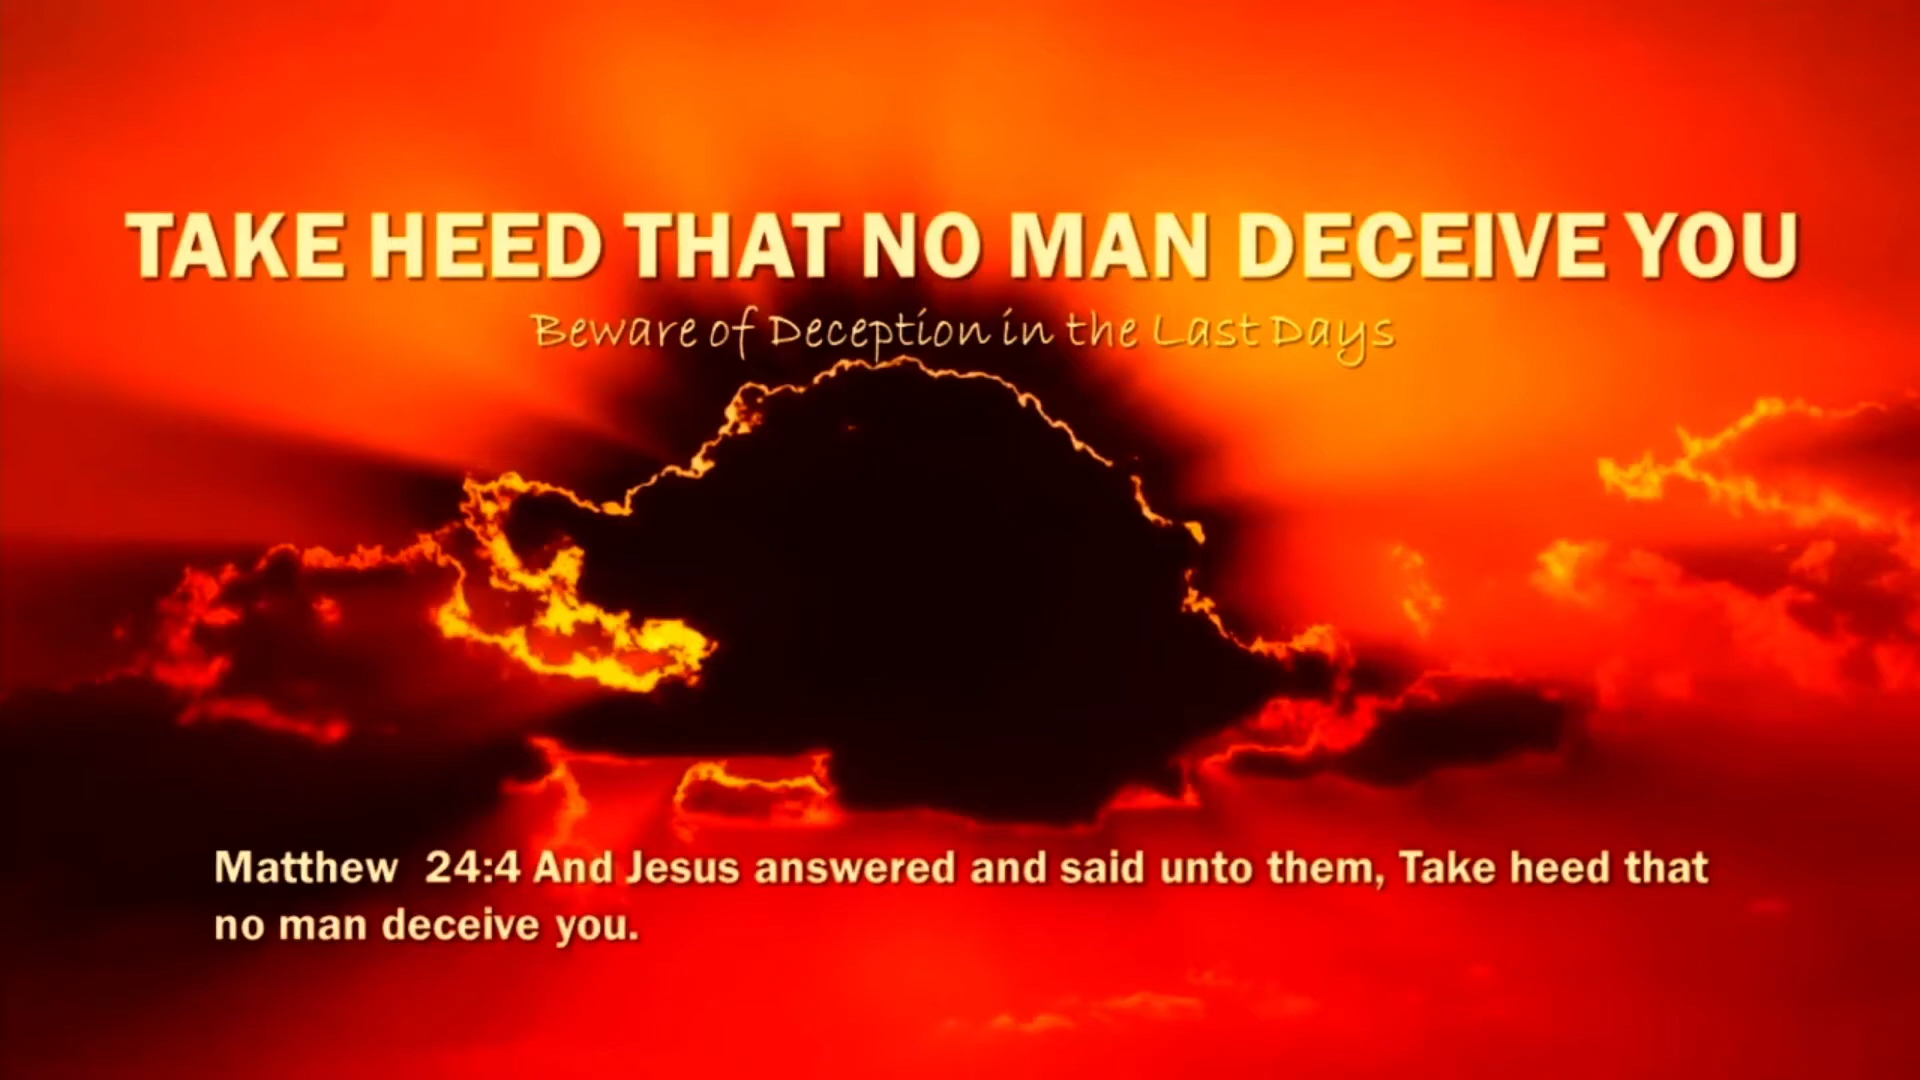 TAKE HEED THAT NO MAN DECEIVE YOU
Beware of Deception in the Last Days
Matthew  24:4 And Jesus answered and said unto them, Take heed that
no man deceive you.